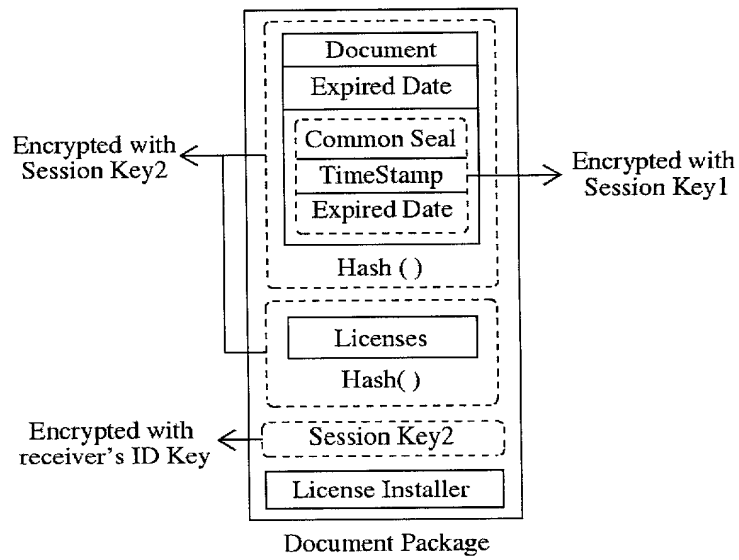 Document
Expired Date
Common Seal
TimeStamp
Expired Date
Hash ( )
Encrypted with
Session Key2
Encrypted with
Session Key1
Licenses
Hash( )
Encrypted with
receiver's ID Key
Session Key2
License Installer
Document Package